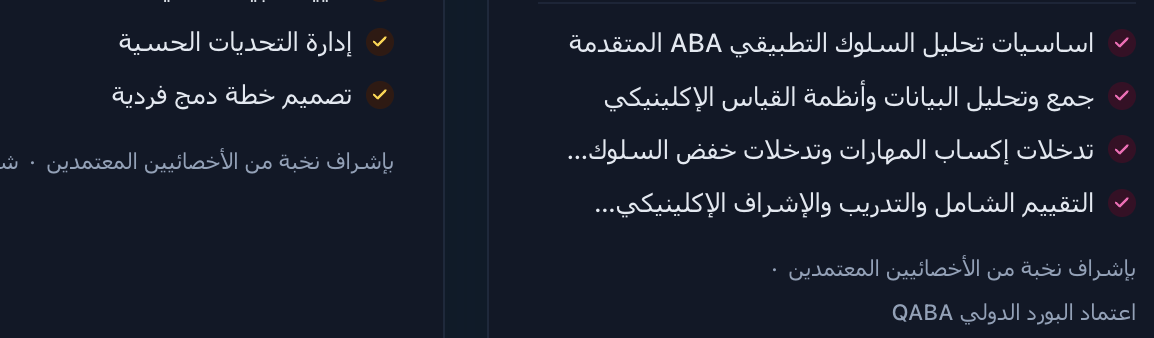 اساسيات تحليل السلوك التطبيقي ABA المتقدمة
جمع وتحليل البيانات وأنظمة القياس الإكلينيكي
تدخلات إكساب المهارات وتدخلات خفض السلوك...
التقييم الشامل والتدريب والإشراف الإكلينيكي...
بإشراف نخبة من الأخصائيين المعتمدين ·
اعتماد البورد الدولي QABA
إدارة التحديات الحسية
تصميم خطة دمج فردية
بإشراف نخبة من الأخصائيين المعتمدين ·